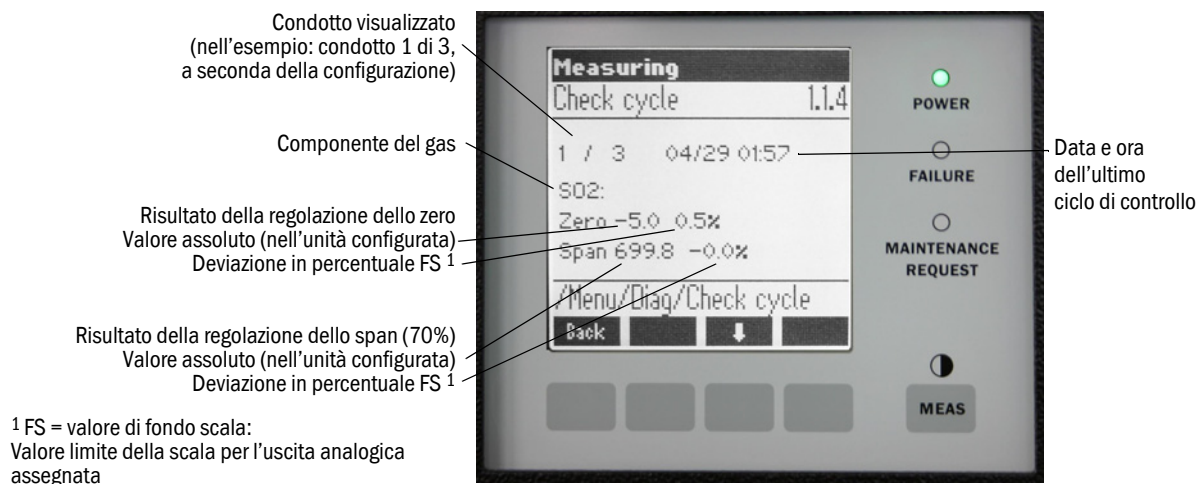 Condotto visualizzato
(nell'esempio: condotto 1 di 3,
a seconda della configurazione)
Componente del gas
Risultato della regolazione dello zero
Valore assoluto (nell'unità configurata)
Deviazione in percentuale FS 1
Risultato della regolazione dello span (70%)
Valore assoluto (nell'unità configurata)
Deviazione in percentuale FS 1
1 FS = valore di fondo scala:
Valore limite della scala per l'uscita analogica
assegnata
Measuring
Check cycle 1.1.4
1 / 3 04/29 01:57
SO2:
Zero -5.0 0.5%
Span 699.8 -0.0%
/Menu/Diag/Check cycle
Back
POWER
FAILURE
MAINTENANCE
REQUEST
MEAS
Data e ora
dell'ultimo
ciclo di controllo